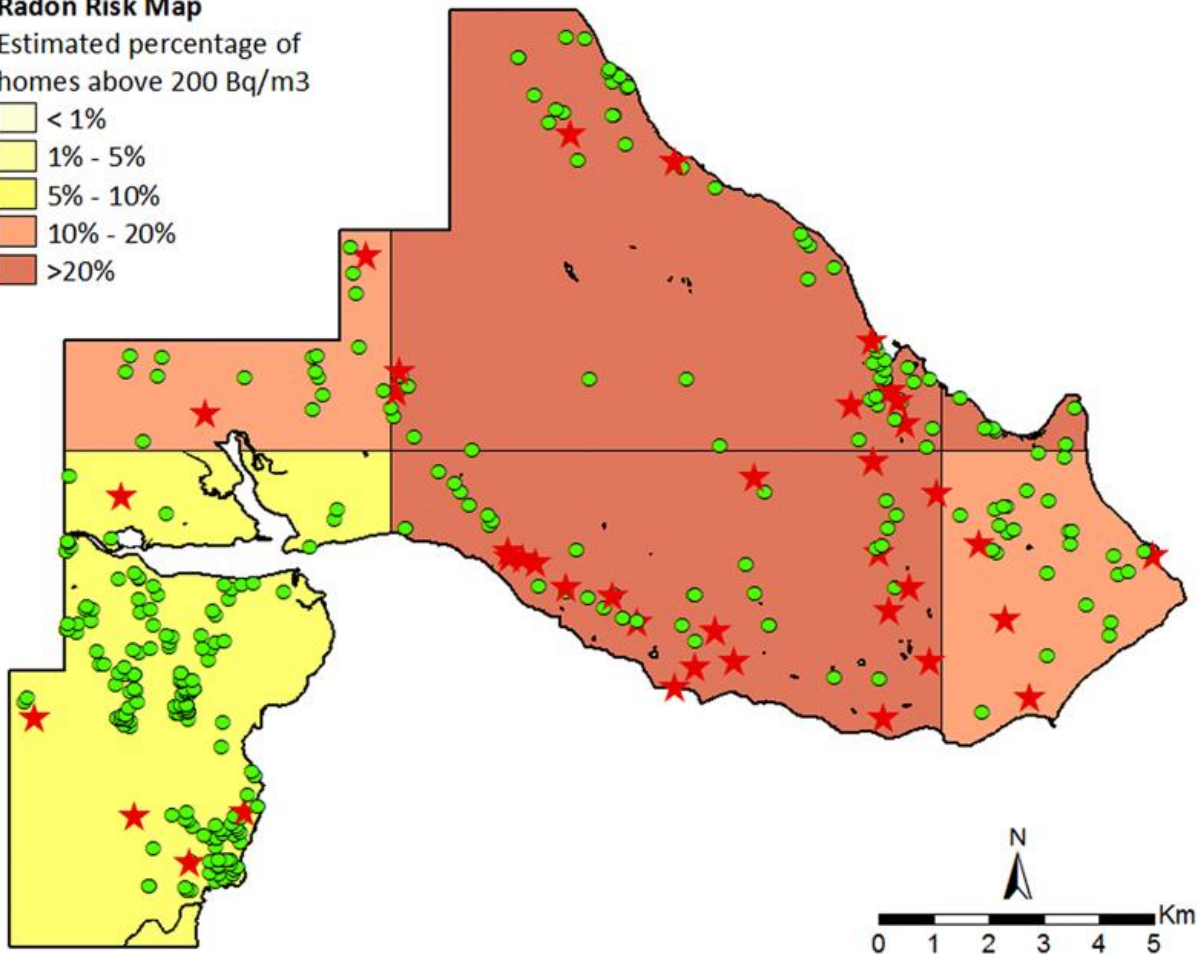 Radon Risk Map
Estimated percentage of
homes above 200 Bq/m3
< 1%
1% - 5%
5% - 10%
10% - 20%
>20%
N
Km
0 1 2 3 4 5